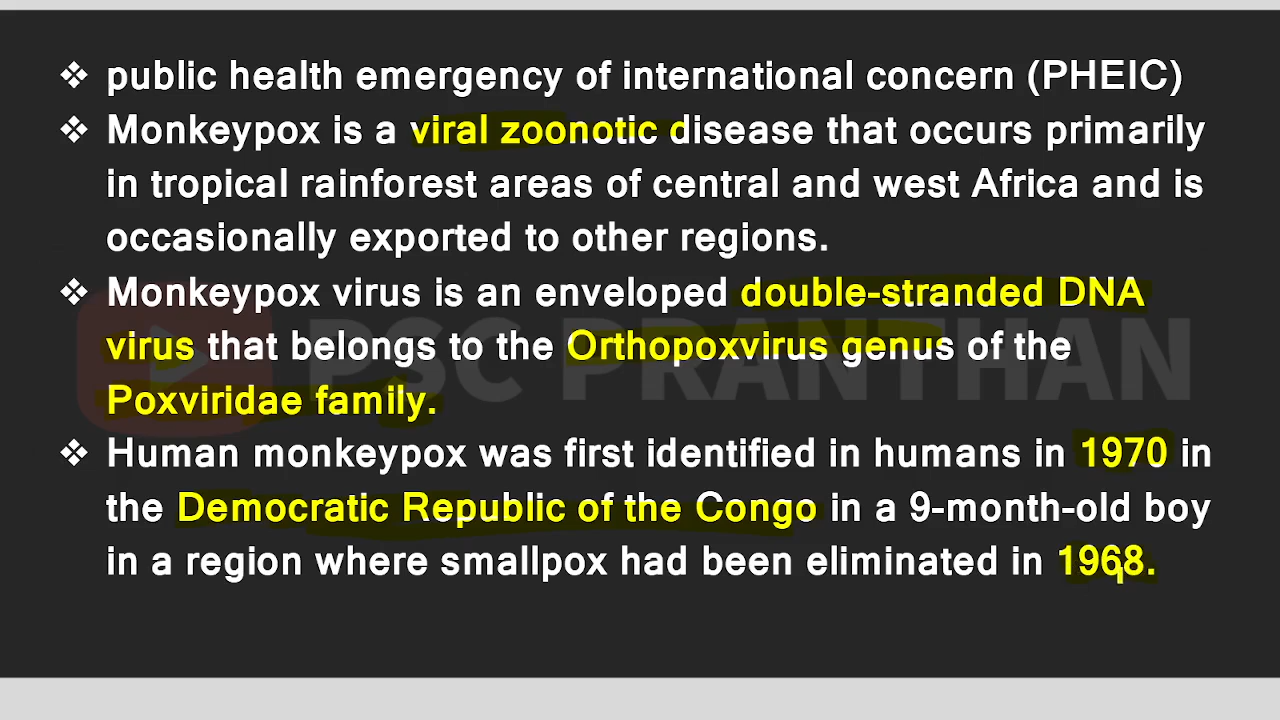 ❖ public health emergency of international concern (PHEIC)
❖ Monkeypox is a viral zoonotic disease that occurs primarily
in tropical rainforest areas of central and west Africa and is
occasionally exported to other regions.
❖ Monkeypox virus is an enveloped double-stranded DNA
virus that belongs to the Orthopoxvirus genus of the
Poxviridae family.
PSC PRANTHAN
❖ Human monkeypox was first identified in humans in 1970 in
the Democratic Republic of the Congo in a 9-month-old boy
in a region where smallpox had been eliminated in 1968.